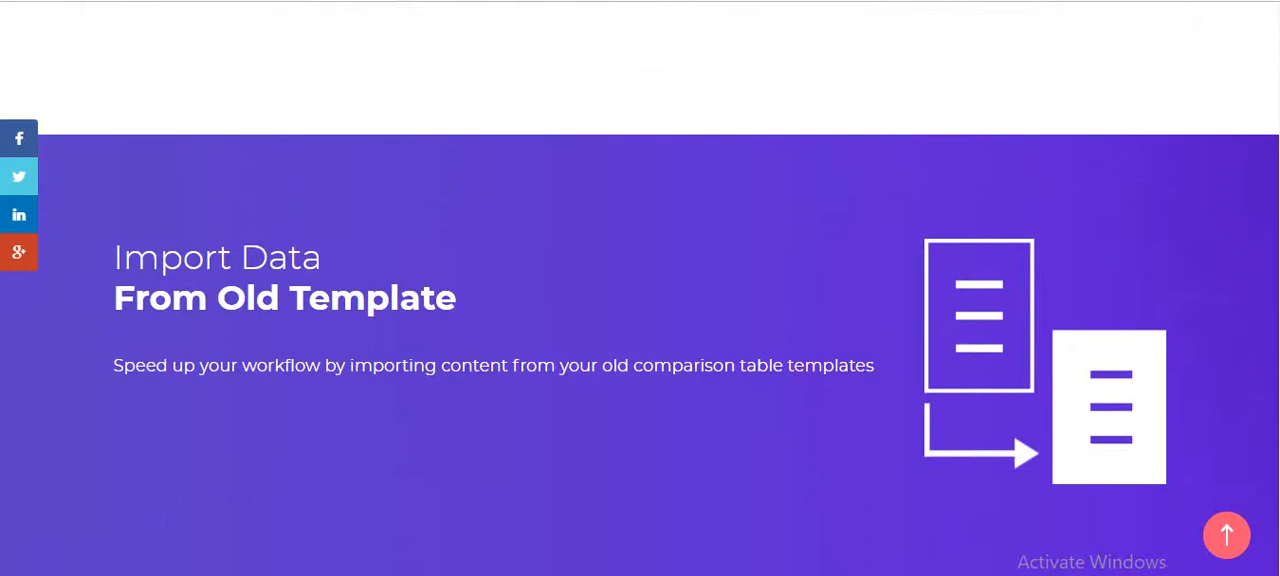 Import Data
From Old Template
Speed up your workflow by importing content from your old comparison table templates
Activate Windows